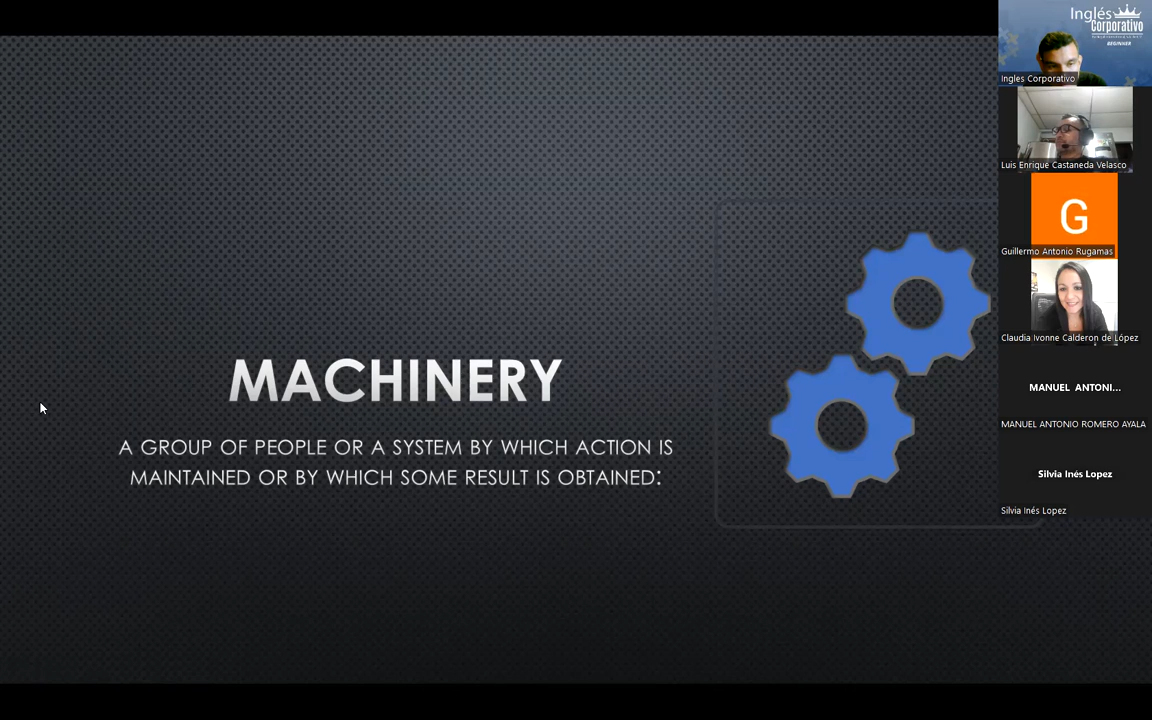 MACHINERY
A GROUP OF PEOPLE OR A SYSTEM BY WHICH ACTION IS
MAINTAINED OR BY WHICH SOME RESULT IS OBTAINED:
Inglés
Corporativo
BEGINNER
Ingles Corporativo
Luis Enrique Castaneda Velasco
G
Guillermo Antonio Rugamas
Claudia Ivonne Calderon de López
MANUEL ANTONI...
MANUEL ANTONIO ROMERO AYALA
Silvia Inés Lopez
Silvia Inés Lopez